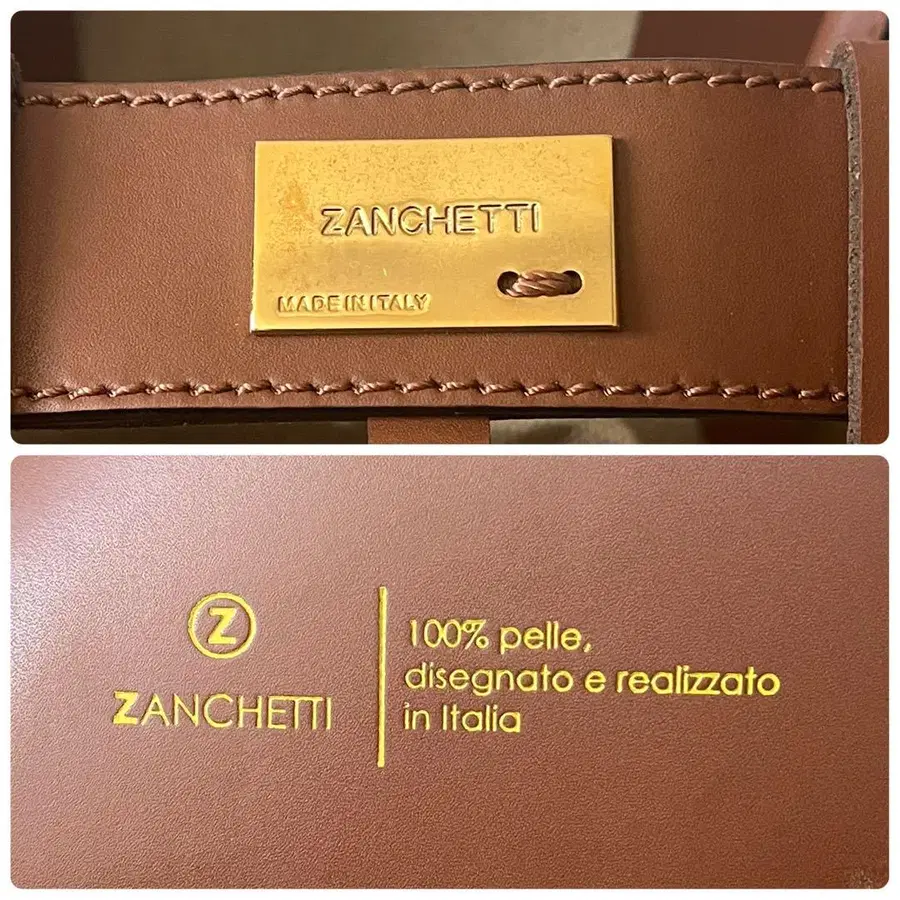 ZANCHETTI
MADE IN ITALY
Z
ZANCHETTI
100% pelle,
disegnato e realizzato
in Italia